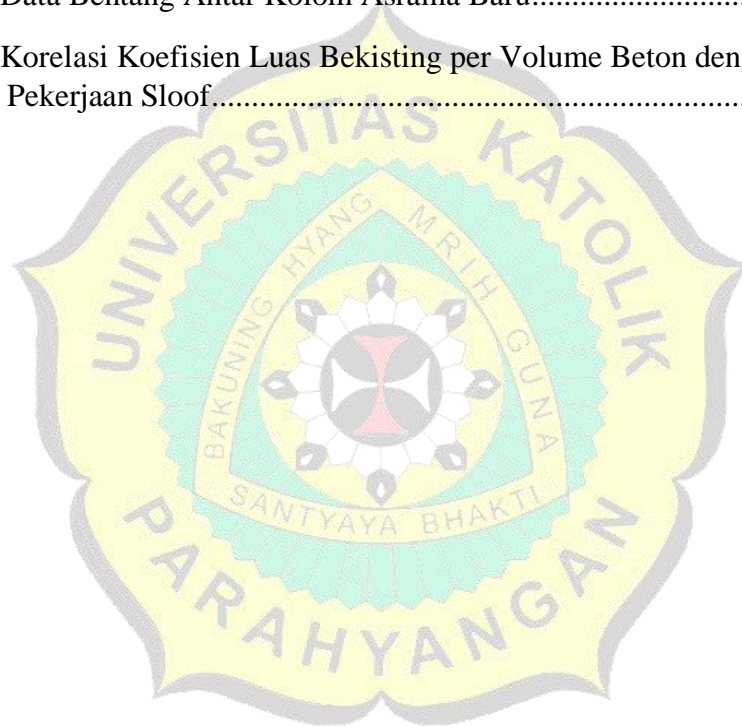 Data Bentang Antar Kolom Asrama Baru............................
Korelasi Koefisien Luas Bekisting per Volume Beton den
Pekerjaan Sloof..................................................................
UNIVERSITAS KATOLIK
BAKUNING HYANG MRIH GUNA
SANTYAYA BHAKTI
PARAHYANGAN